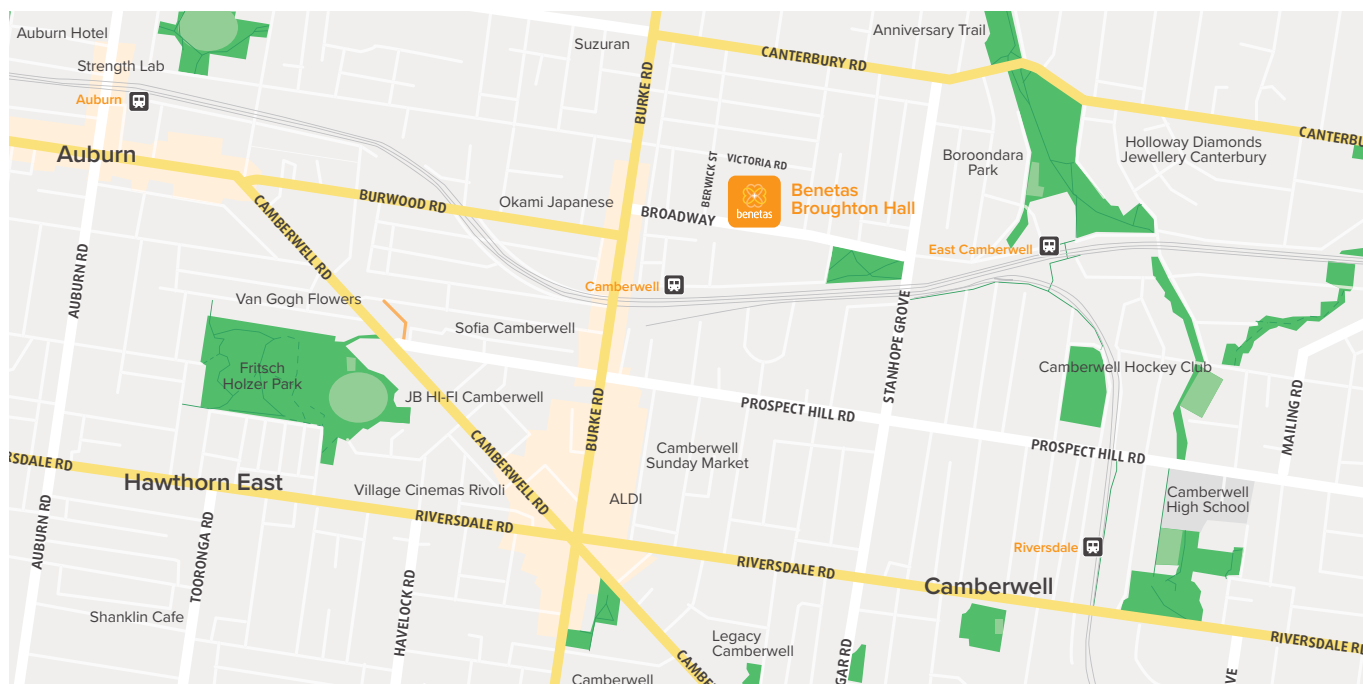 Auburn Hotel
Strength Lab
Auburn
Auburn
Suzuran
CANTERBURY RD
Anniversary Trail
BURKE RD
Holloway Diamonds
Jewellery Canterbury
CANTERBU
Boroondara
Park
VICTORIA RD
BERWICK ST
benetas
Benetas
Broughton Hall
BROADWAY
Okami Japanese
BURWOOD RD
CAMBERWELL RD
AUBURN RD
East Camberwell
Camberwell
Van Gogh Flowers
Sofia Camberwell
STANHOPE GROVE
Fritsch
Holzer Park
JB HI-FI Camberwell
Camberwell Hockey Club
PROSPECT HILL RD
BURKE RD
MAILING RD
PROSPECT HILL RD
CAMBERWELL RD
Camberwell
Sunday Market
RSDALE RD
Hawthorn East
Village Cinemas Rivoli
ALDI
Camberwell
High School
RIVERSDALE RD
AUBURN RD
TOORONGA RD
Riversdale
RIVERSDALE RD
Camberwell
HAVELOCK RD
Shanklin Cafe
Legacy
Camberwell
RIVERSDALE RD
GAR RD
CAMBE
Camberwell
VE